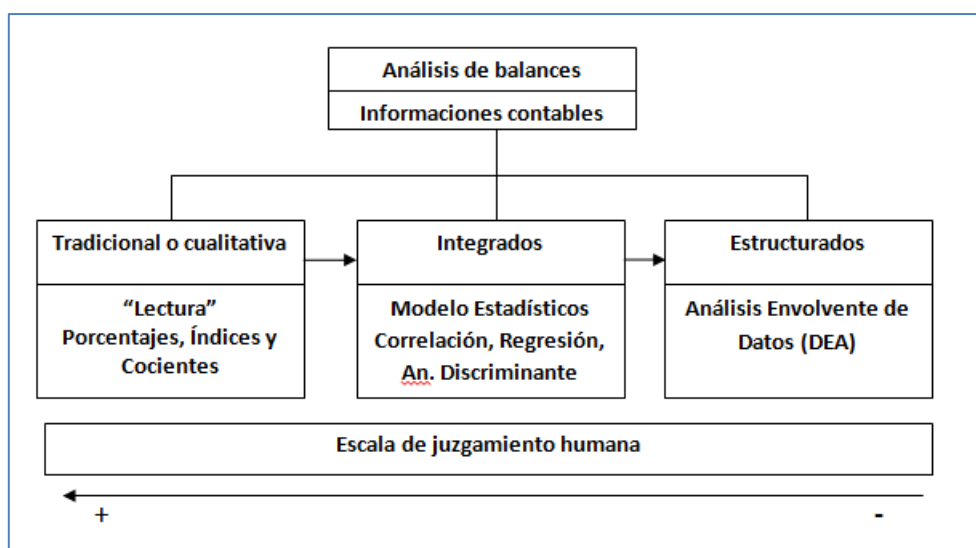 Análisis de balances
Informaciones contables
Tradicional o cualitativa
“Lectura”
Porcentajes, Índices y
Cocientes
Integrados
Modelo Estadísticos
Correlación, Regresión,
An. Discriminante
Estructurados
Análisis Envolvente de
Datos (DEA)
Escala de juzgamiento humana
+ -